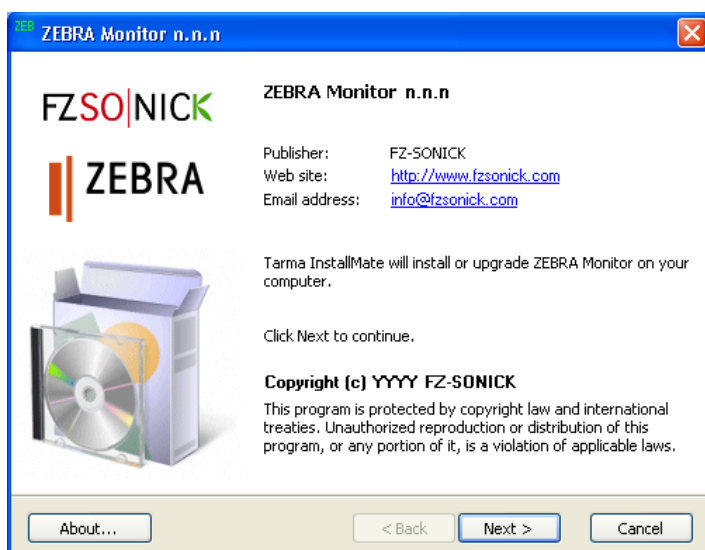 ZEB ZEBRA Monitor n.n.n
FZSO|NICK
ZEBRA
ZEBRA Monitor n.n.n
Publisher: FZ-SONICK
Web site: http://www.fzsonick.com
Email address: info@fzsonick.com
Tarma InstallMate will install or upgrade ZEBRA Monitor on your
computer.
Click Next to continue.
Copyright (c) YYYY FZ-SONICK
This program is protected by copyright law and international
treaties. Unauthorized reproduction or distribution of this
program, or any portion of it, is a violation of applicable laws.
About... < Back Next > Cancel